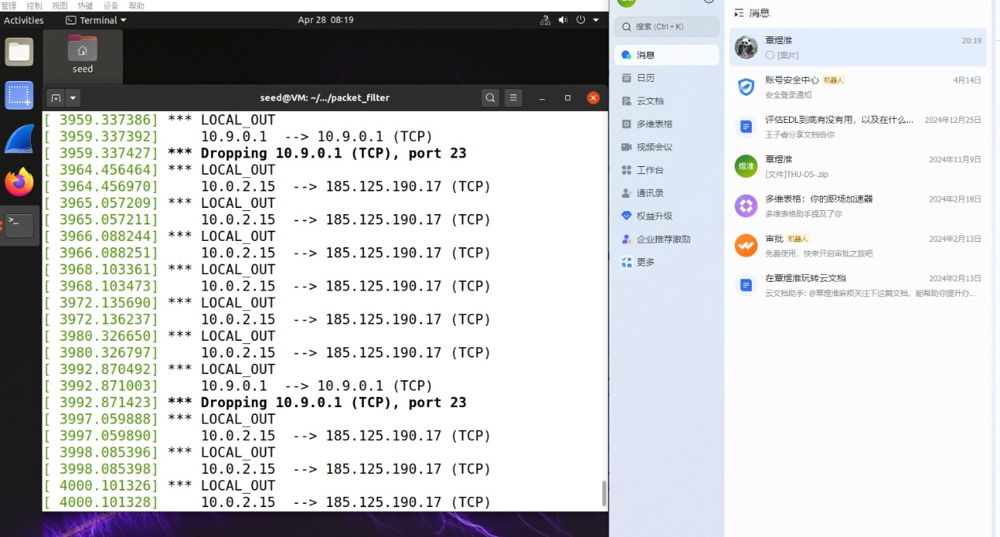 管理 控制 视图 热键 设备 帮助
Activities Terminal Apr 28 08:19
seed
seed@VM: ~/.../packet_filter
[ 3959.337386] *** LOCAL_OUT
[ 3959.337392]     10.9.0.1  --> 10.9.0.1 (TCP)
[ 3959.337427] *** Dropping 10.9.0.1 (TCP), port 23
[ 3964.456464] *** LOCAL_OUT
[ 3964.456970]     10.0.2.15  --> 185.125.190.17 (TCP)
[ 3965.057209] *** LOCAL_OUT
[ 3965.057211]     10.0.2.15  --> 185.125.190.17 (TCP)
[ 3966.088244] *** LOCAL_OUT
[ 3966.088251]     10.0.2.15  --> 185.125.190.17 (TCP)
[ 3968.103361] *** LOCAL_OUT
[ 3968.103473]     10.0.2.15  --> 185.125.190.17 (TCP)
[ 3972.135690] *** LOCAL_OUT
[ 3972.136237]     10.0.2.15  --> 185.125.190.17 (TCP)
[ 3980.326650] *** LOCAL_OUT
[ 3980.326797]     10.0.2.15  --> 185.125.190.17 (TCP)
[ 3992.870492] *** LOCAL_OUT
[ 3992.871003]     10.9.0.1  --> 10.9.0.1 (TCP)
[ 3992.871423] *** Dropping 10.9.0.1 (TCP), port 23
[ 3997.059888] *** LOCAL_OUT
[ 3997.059890]     10.0.2.15  --> 185.125.190.17 (TCP)
[ 3998.085396] *** LOCAL_OUT
[ 3998.085398]     10.0.2.15  --> 185.125.190.17 (TCP)
[ 4000.101326] *** LOCAL_OUT
[ 4000.101328]     10.0.2.15  --> 185.125.190.17 (TCP)
搜索 (Ctrl+K)
消息
日历
云文档
多维表格
视频会议
工作台
通讯录
权益升级
企业推荐激励
更多
消息
覃煜淮 20:19
[图片]
账号安全中心 机器人 4月14日
安全登录通知
评估EDL到底有没有用，以及在什么... 2024年12月25日
王子睿分享文档给你
煜淮
覃煜淮 2024年11月9日
[文件]THU-DS-.zip
多维表格：你的职场加速器 2024年2月18日
多维表格助手提及了你
审批 机器人 2024年2月13日
免费使用，快来开启审批之旅吧
在覃煜淮玩转云文档 2024年2月13日
云文档助手: @覃煜淮麻烦关注下这篇文档，能帮助你提升办...